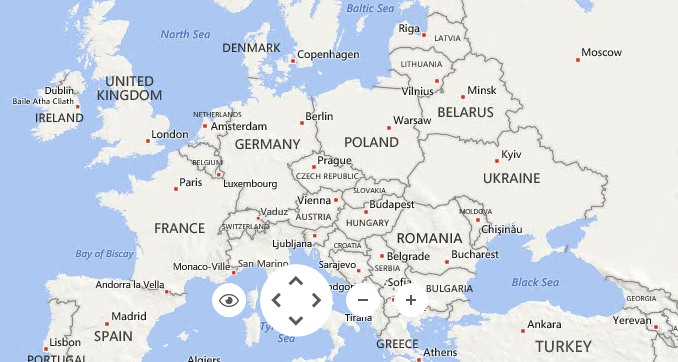 Baltic Sea
Riga
LATVIA
North Sea
DENMARK
Copenhagen
Moscow
LITHUANIA
Vilnius
Minsk
UNITED
KINGDOM
Dublin
Baile Atha Cliath
IRELAND
NETHERLANDS
Amsterdam
Berlin
BELARUS
Warsaw
London
GERMANY
POLAND
BELGIUM
Prague
CZECH REPUBLIC
Kyiv
UKRAINE
Paris
Luxembourg
SLOVAKIA
Vienna
Budapest
Vaduz
AUSTRIA
MOLDOVA
FRANCE
SWITZERLAND
HUNGARY
Chișinău
Ljubljana
CROATIA
ROMANIA
Bay of Biscay
Belgrade
Bucharest
Monaco-Ville
San Marino
Sarajevo
SERBIA
Andorra la Vella
Sofia
BULGARIA
Black Sea
GEORGIA
Madrid
SPAIN
Tirana
Ankara
Yerevan
Lisbon
PORTUGAL
GREECE
TURKEY
Athens
Algiers